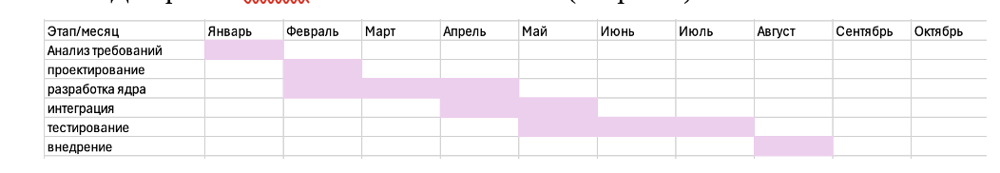 Этап/месяц Январь Февраль Март Апрель Май Июнь Июль Август Сентябрь Октябрь
Анализ требований
проектирование
разработка ядра
интеграция
тестирование
внедрение